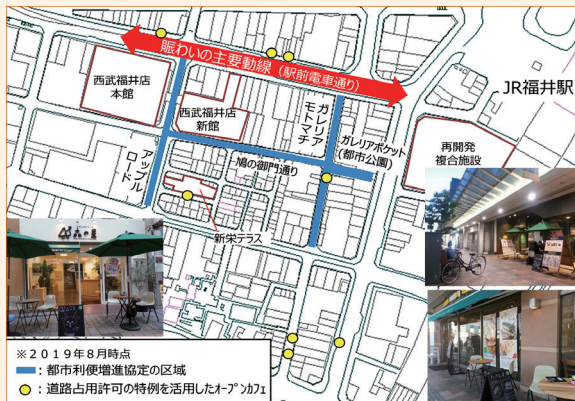 賑わいの主要動線（駅前電車通り）
JR福井駅
西武福井店
本館
西武福井店
新館
ガレリア
モトマチ
ガレリアポケット
（都市公園）
再開発
複合施設
アップル
ロード
鳩の御門通り
新栄テラス
※２０１９年８月時点
：都市利便増進協定の区域
：道路占用許可の特例を活用したｵｰﾌﾟﾝｶﾌｪ